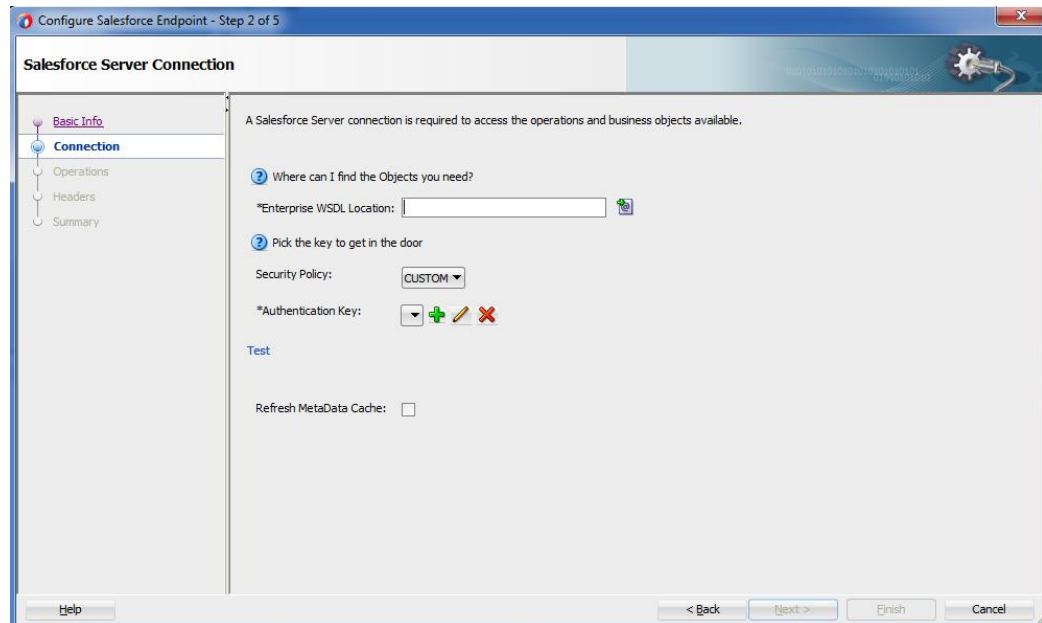 Configure Salesforce Endpoint - Step 2 of 5
Salesforce Server Connection
Basic Info
Connection
Operations
Headers
Summary
A Salesforce Server connection is required to access the operations and business objects available.
Where can I find the Objects you need?
*Enterprise WSDL Location:
Pick the key to get in the door
Security Policy: CUSTOM
*Authentication Key:
Test
Refresh MetaData Cache:
Help < Back Next > Finish Cancel